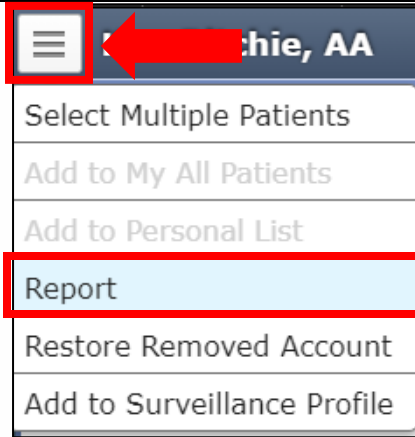 chie, AA
Select Multiple Patients
Add to My All Patients
Add to Personal List
Report
Restore Removed Account
Add to Surveillance Profile